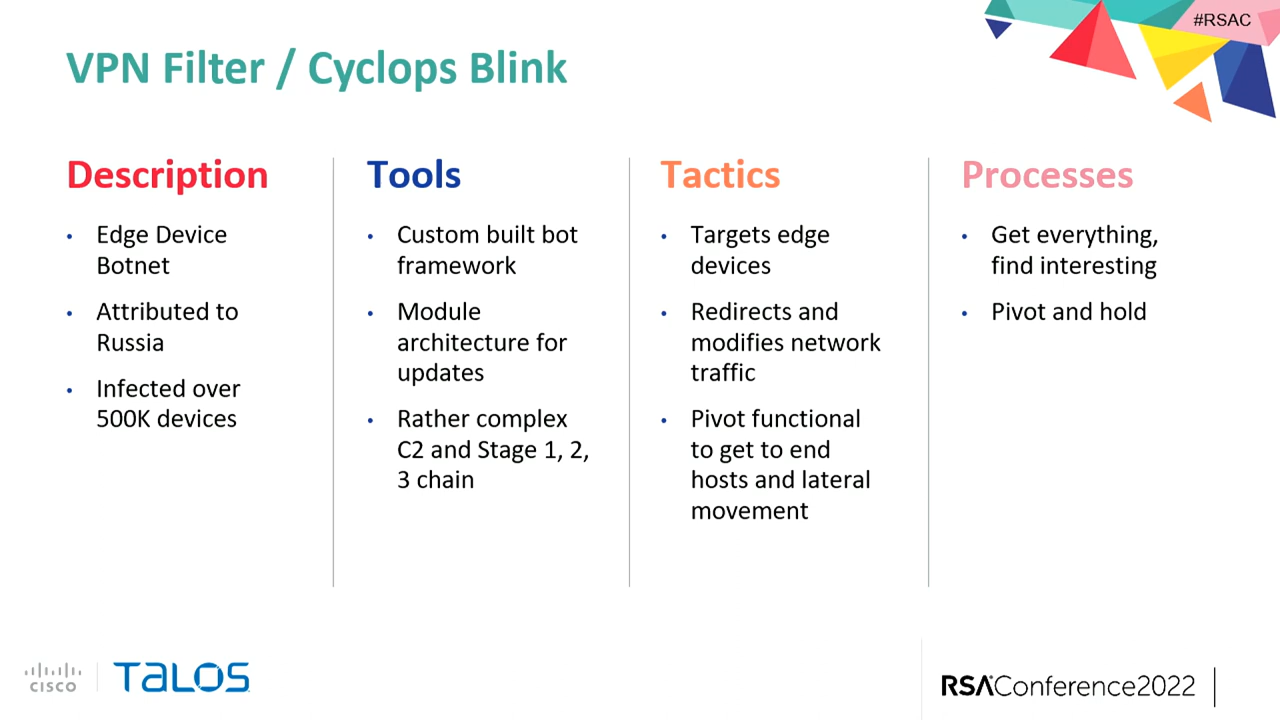 #RSAC
VPN Filter / Cyclops Blink
Description
• Edge Device
Botnet
• Attributed to
Russia
• Infected over
500K devices
Tools
• Custom built bot
framework
• Module
architecture for
updates
• Rather complex
C2 and Stage 1, 2,
3 chain
Tactics
• Targets edge
devices
• Redirects and
modifies network
traffic
• Pivot functional
to get to end
hosts and lateral
movement
Processes
• Get everything,
find interesting
• Pivot and hold
CISCO
TALOS
RSAConference2022